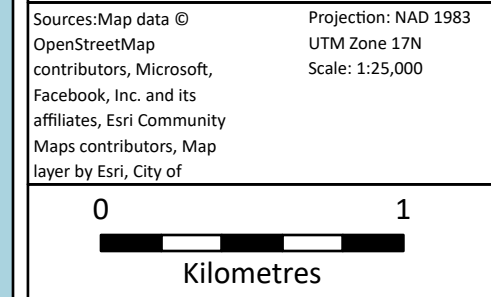 Sources:Map data ©
OpenStreetMap
contributors, Microsoft,
Facebook, Inc. and its
affiliates, Esri Community
Maps contributors, Map
layer by Esri, City of
Projection: NAD 1983
UTM Zone 17N
Scale: 1:25,000
0 1
Kilometres